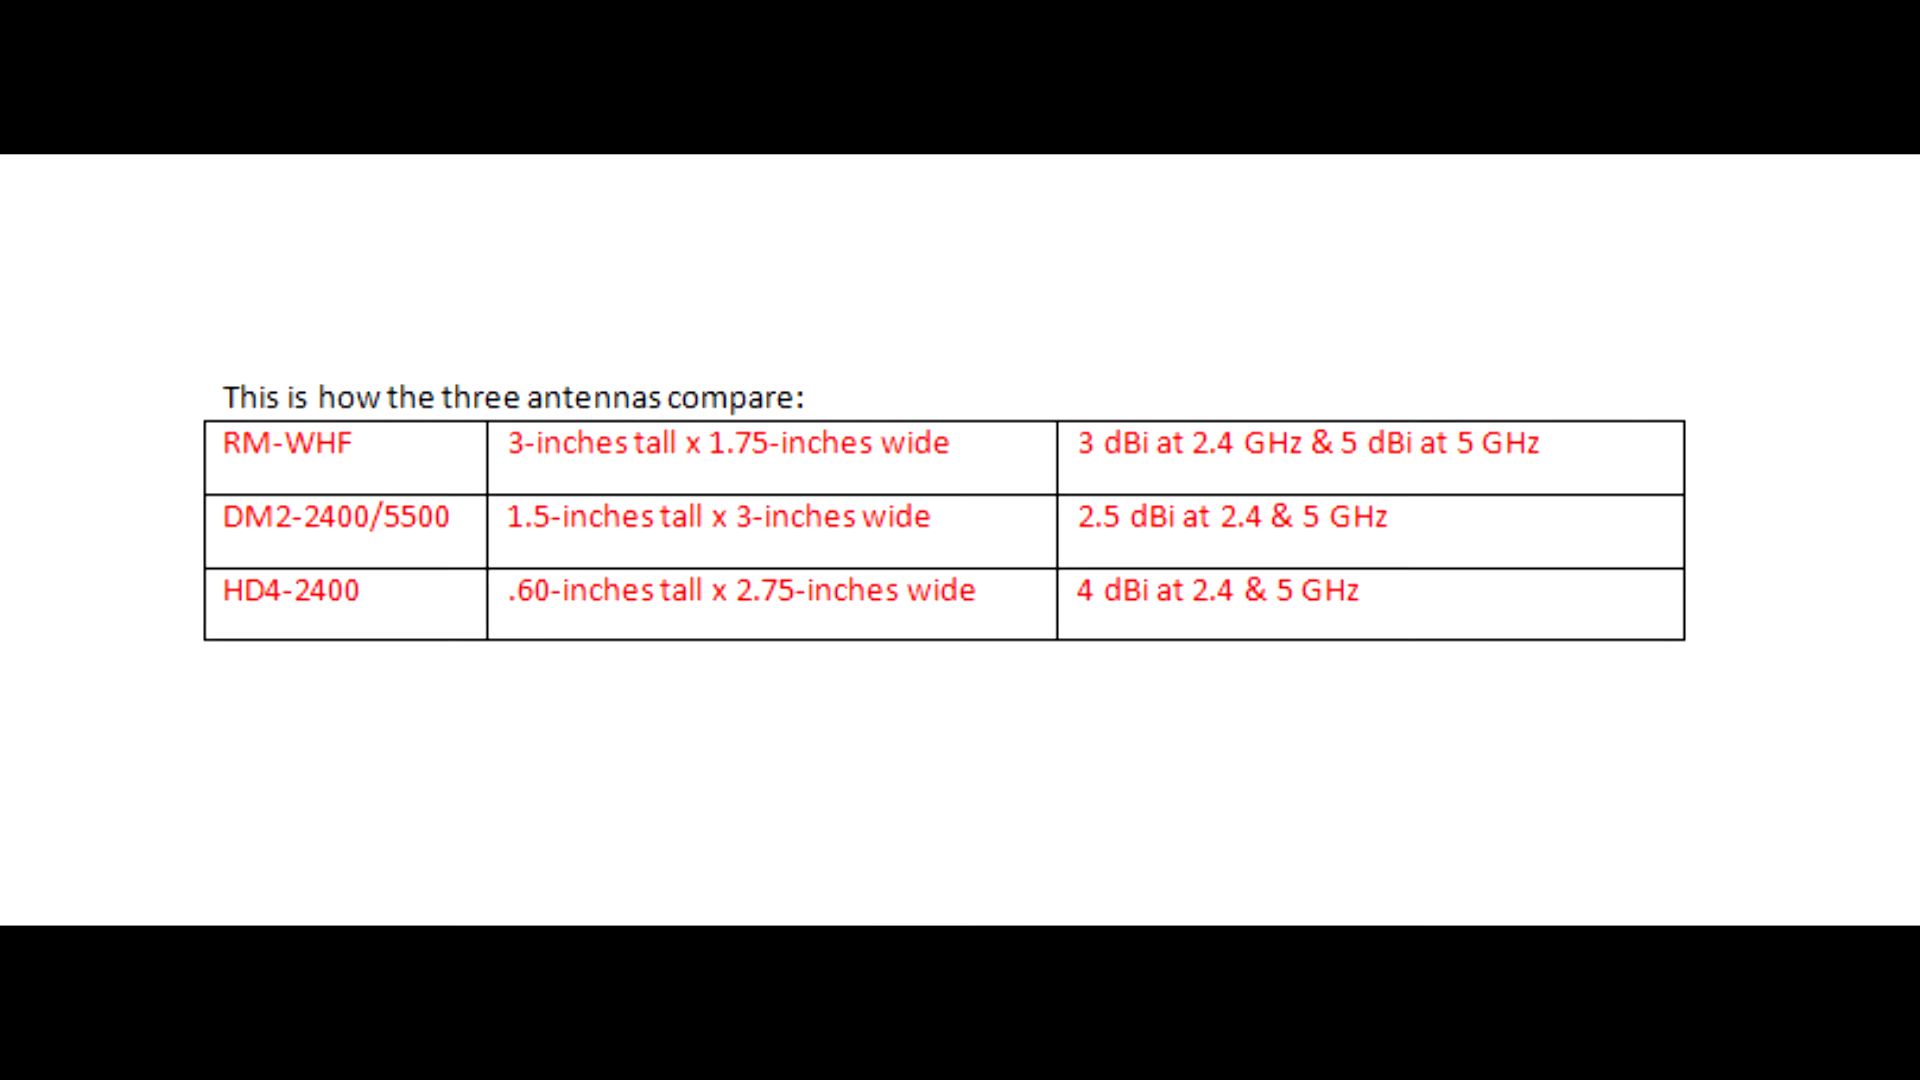 This is how the three antennas compare:
RM-WHF 3-inches tall x 1.75-inches wide 3 dBi at 2.4 GHz & 5 dBi at 5 GHz
DM2-2400/5500 1.5-inches tall x 3-inches wide 2.5 dBi at 2.4 & 5 GHz
HD4-2400 .60-inches tall x 2.75-inches wide 4 dBi at 2.4 & 5 GHz